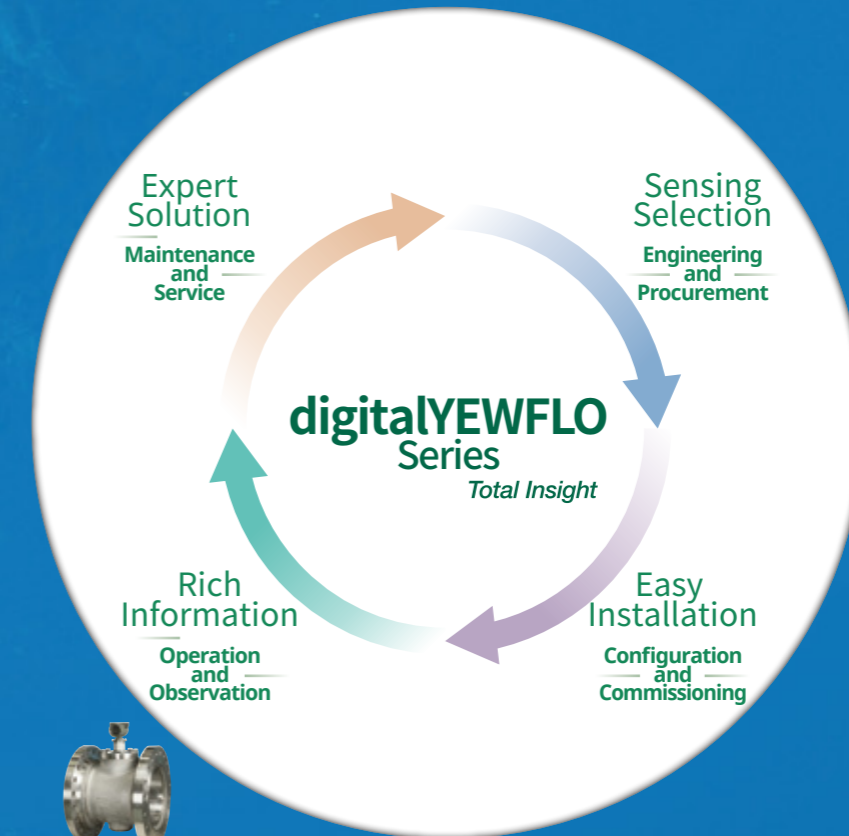 Expert
Solution
Maintenance
and
Service
Sensing
Selection
Engineering
and
Procurement
digitalYEWFLO
Series
Total Insight
Rich
Information
Operation
and
Observation
Easy
Installation
Configuration
and
Commissioning